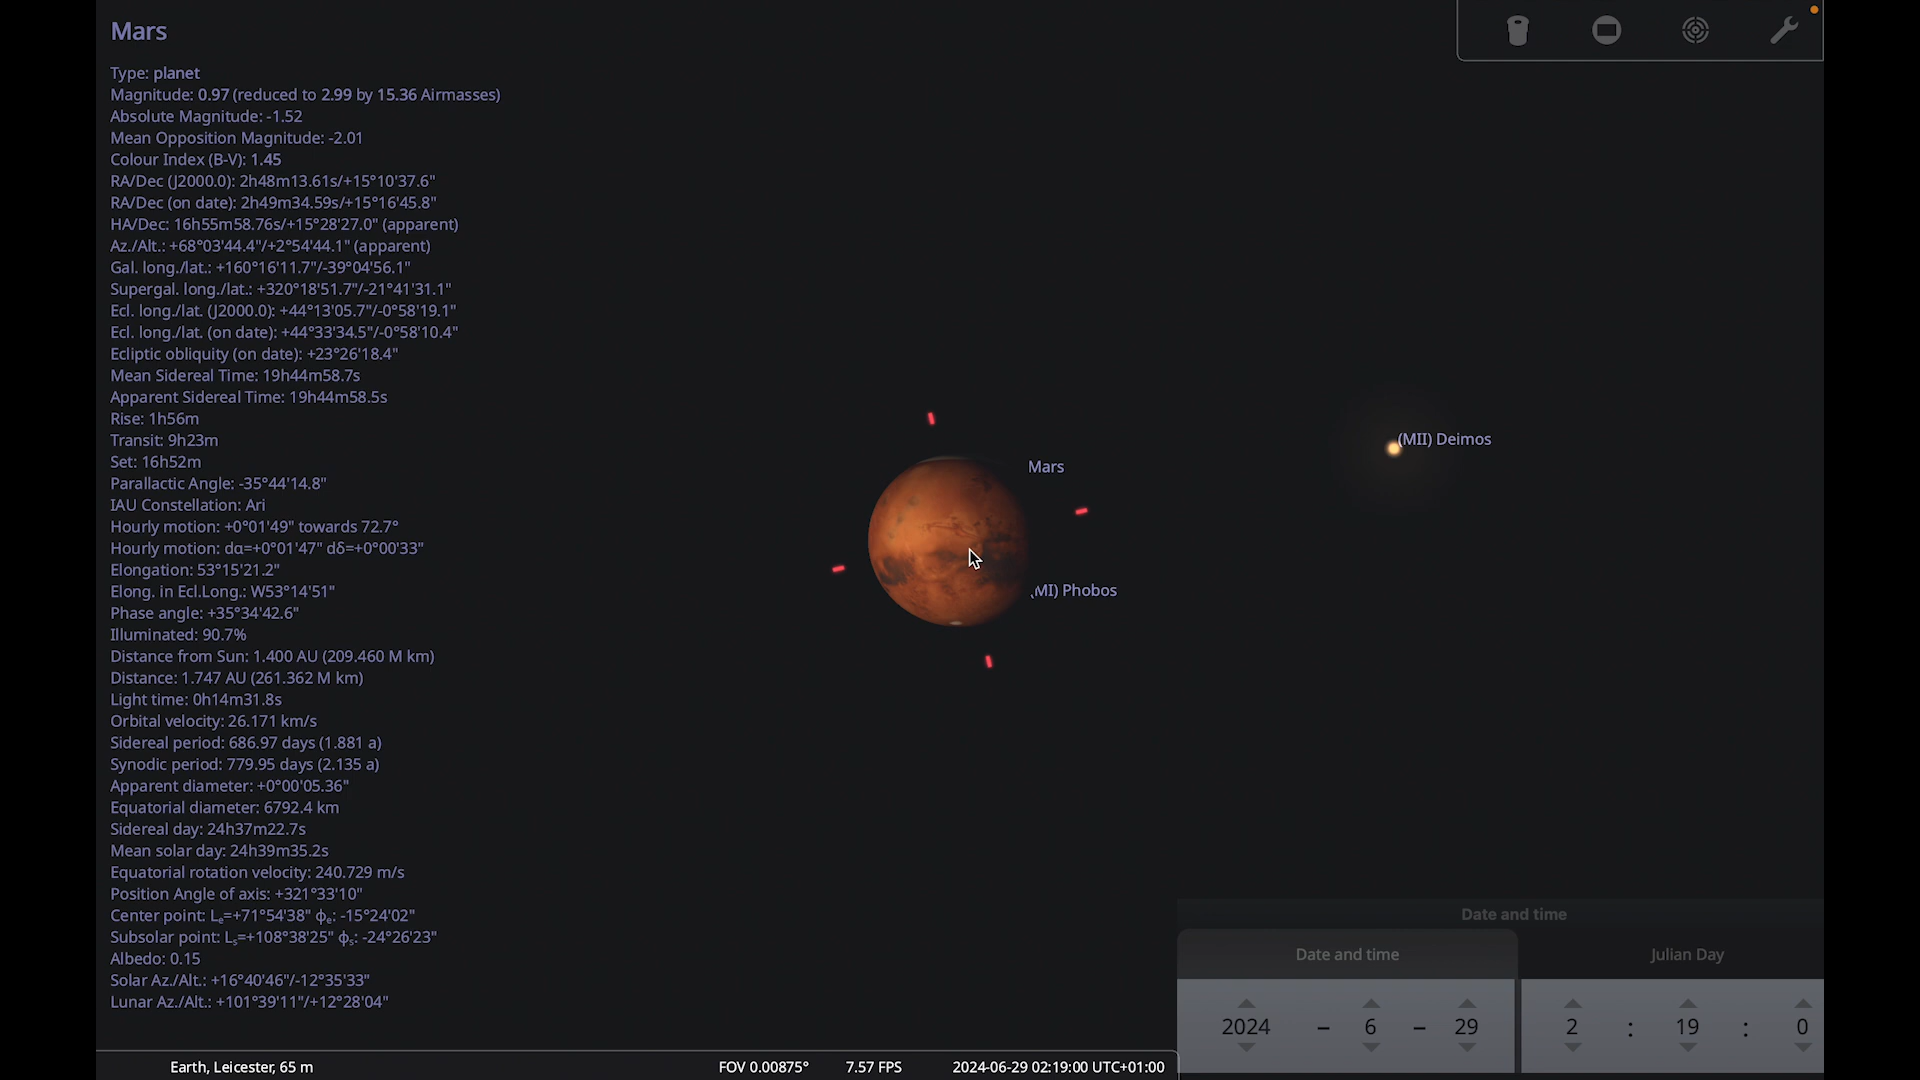 Mars
Type: planet
Magnitude: 0.97 (reduced to 2.99 by 15.36 Airmasses)
Absolute Magnitude: -1.52
Mean Opposition Magnitude: -2.01
Colour Index (B-V): 1.45
RA/Dec (J2000.0): 2h48m13.61s/+15°10'37.6"
RA/Dec (on date): 2h49m34.59s/+15°16'45.8"
HA/Dec: 16h55m58.76s/+15°28'27.0" (apparent)
Az./Alt.: +68°03'44.4"/+2°54'44.1" (apparent)
Gal. long./lat.: +160°16'11.7"/-39°04'56.1"
Supergal. long./lat.: +320°18'51.7"/-21°41'31.1"
Ecl. long./lat. (J2000.0): +44°13'05.7"/-0°58'19.1"
Ecl. long./lat. (on date): +44°33'34.5"/-0°58'10.4"
Ecliptic obliquity (on date): +23°26'18.4"
Mean Sidereal Time: 19h44m58.7s
Apparent Sidereal Time: 19h44m58.5s
Rise: 1h56m
Transit: 9h23m
Set: 16h52m
Parallactic Angle: -35°44'14.8"
IAU Constellation: Ari
Hourly motion: +0°01'49" towards 72.7°
Hourly motion: dα=+0°01'47" dδ=+0°00'33"
Elongation: 53°15'21.2"
Elong. in Ecl.Long.: W53°14'51"
Phase angle: +35°34'42.6"
Illuminated: 90.7%
Distance from Sun: 1.400 AU (209.460 M km)
Distance: 1.747 AU (261.362 M km)
Light time: 0h14m31.8s
Orbital velocity: 26.171 km/s
Sidereal period: 686.97 days (1.881 a)
Synodic period: 779.95 days (2.135 a)
Apparent diameter: +0°00'05.36"
Equatorial diameter: 6792.4 km
Sidereal day: 24h37m22.7s
Mean solar day: 24h39m35.2s
Equatorial rotation velocity: 240.729 m/s
Position Angle of axis: +321°33'10"
Center point: Lₑ=+71°54'38" φₑ: -15°24'02"
Subsolar point: Lₛ=+108°38'25" φₛ: -24°26'23"
Albedo: 0.15
Solar Az./Alt.: +16°40'46"/-12°35'33"
Lunar Az./Alt.: +101°39'11"/+12°28'04"
Mars
(MII) Deimos
(MI) Phobos
Date and time
Date and time
Julian Day
2024 – 6 – 29
2 : 19 : 0
Earth, Leicester, 65 m
FOV 0.00875°
7.57 FPS
2024-06-29 02:19:00 UTC+01:00